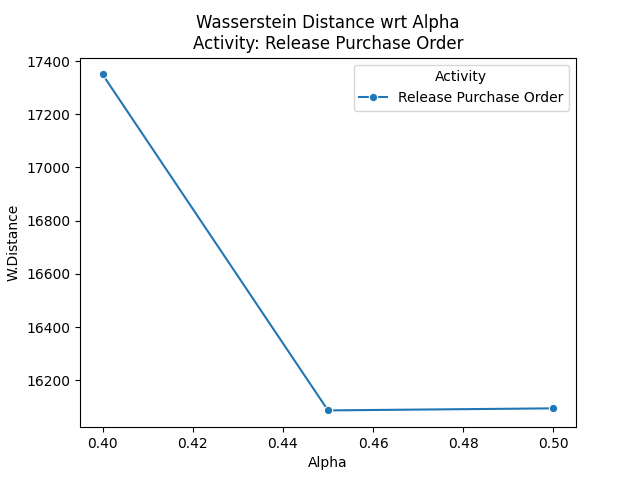 Wasserstein Distance wrt Alpha
Activity: Release Purchase Order
17400
17200
17000
16800
16600
16400
16200
W.Distance
Activity
Release Purchase Order
0.40 0.42 0.44 0.46 0.48 0.50
Alpha